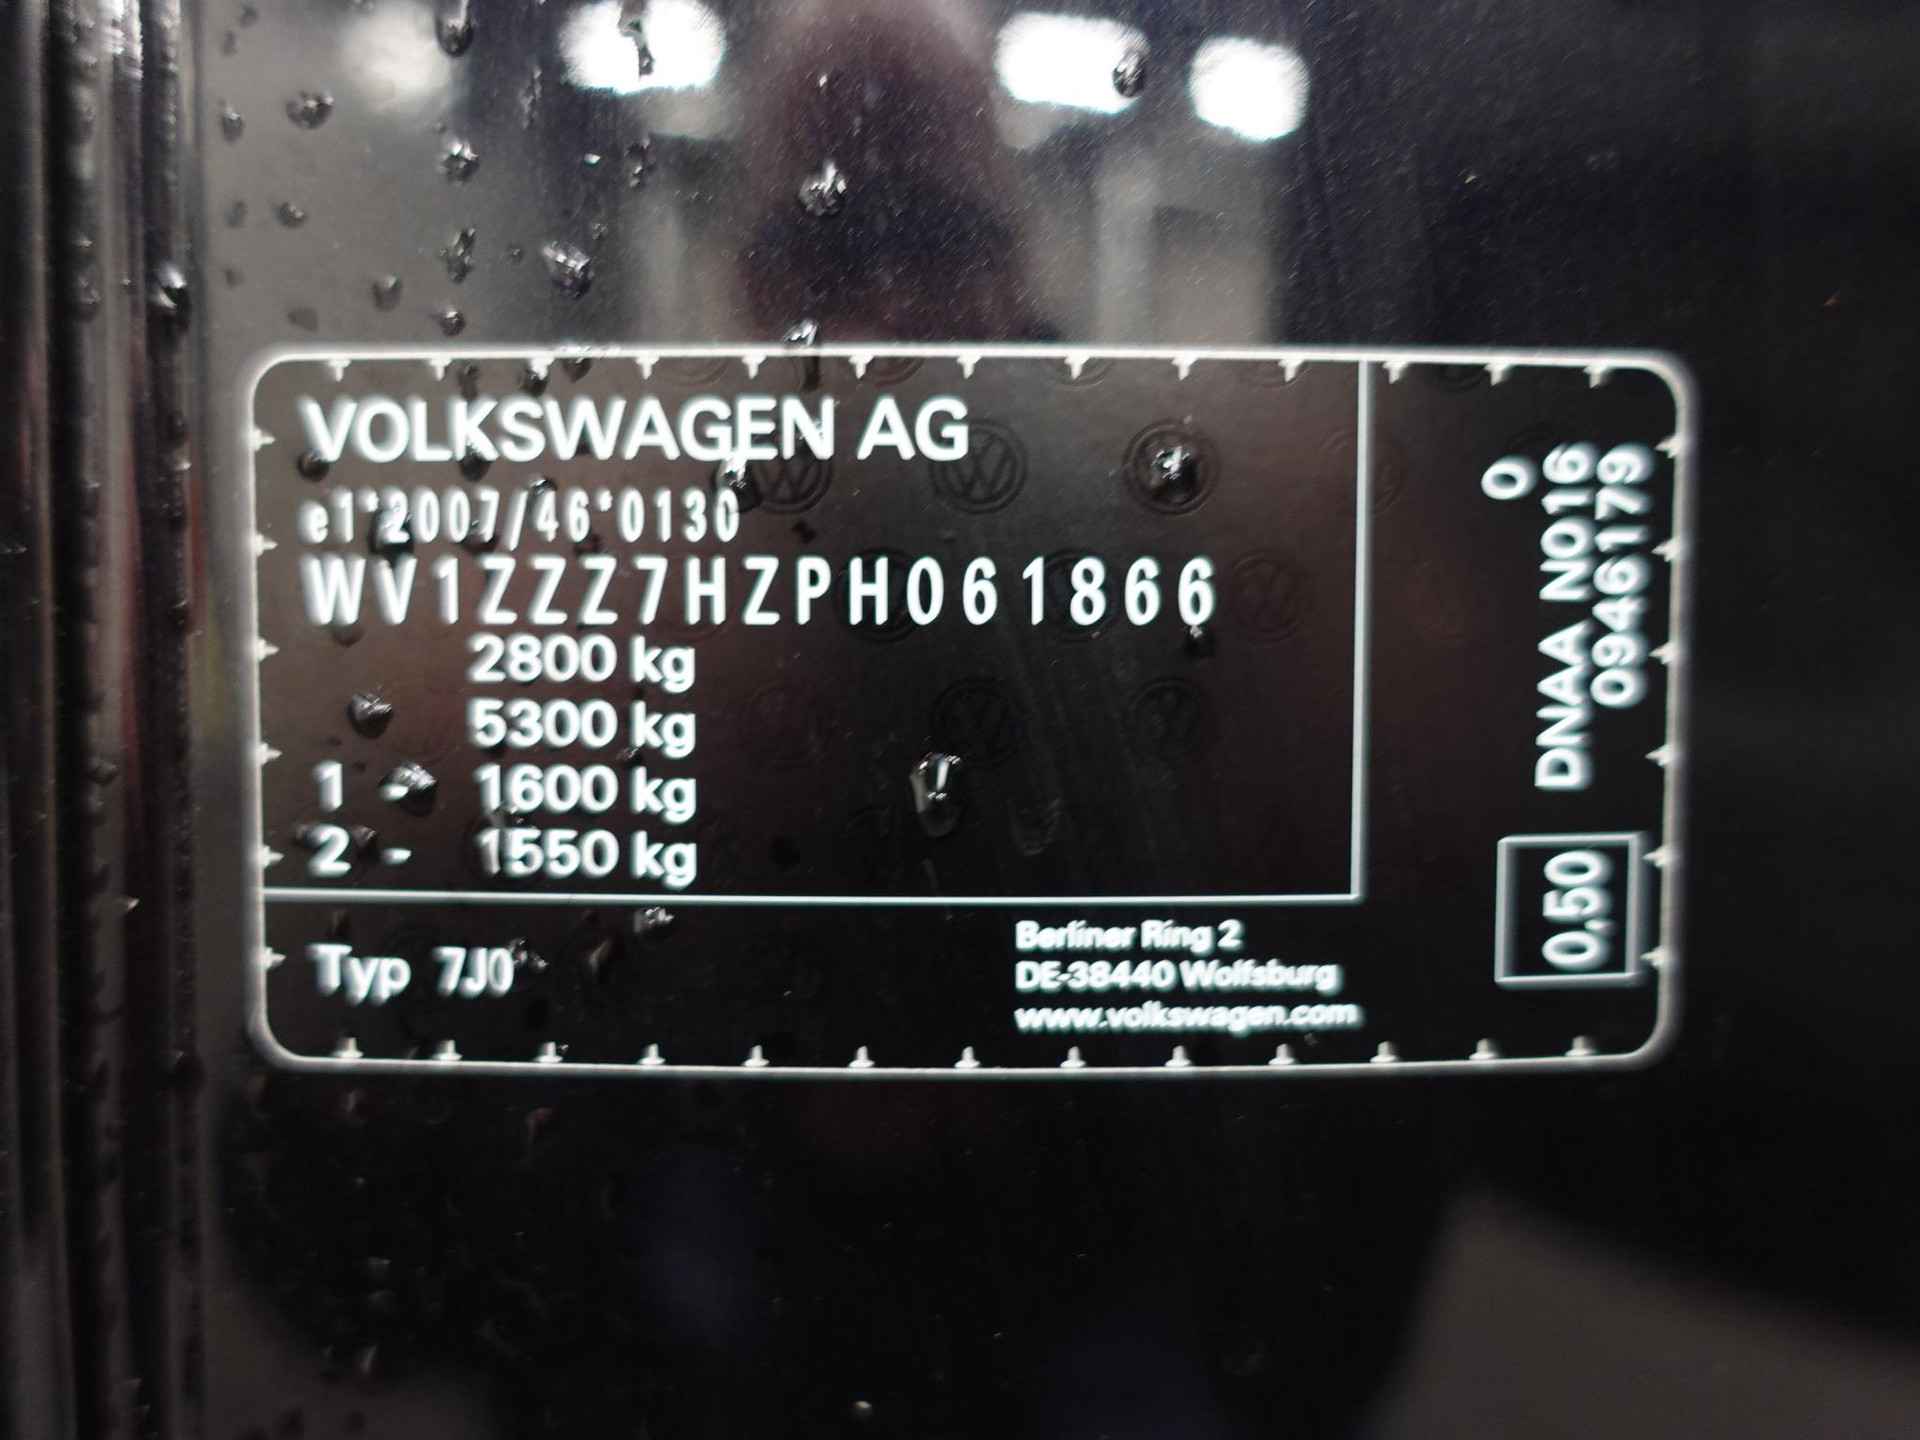 VOLKSWAGEN AG
e1*2007/46*0130
WV1ZZZ7HZPH061866
2800 kg
5300 kg
1 - 1600 kg
2 - 1550 kg
Typ 7J0
Berliner Ring 2
DE-38440 Wolfsburg
www.volkswagen.com
0
DNAA NO16
0946179
0,50